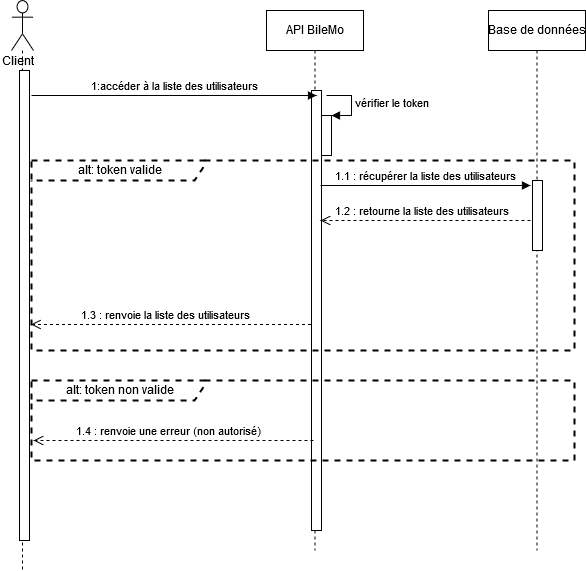 Client
API BileMo
Base de données
1:accéder à la liste des utilisateurs
vérifier le token
alt: token valide
1.1 : récupérer la liste des utilisateurs
1.2 : retourne la liste des utilisateurs
1.3 : renvoie la liste des utilisateurs
alt: token non valide
1.4 : renvoie une erreur (non autorisé)